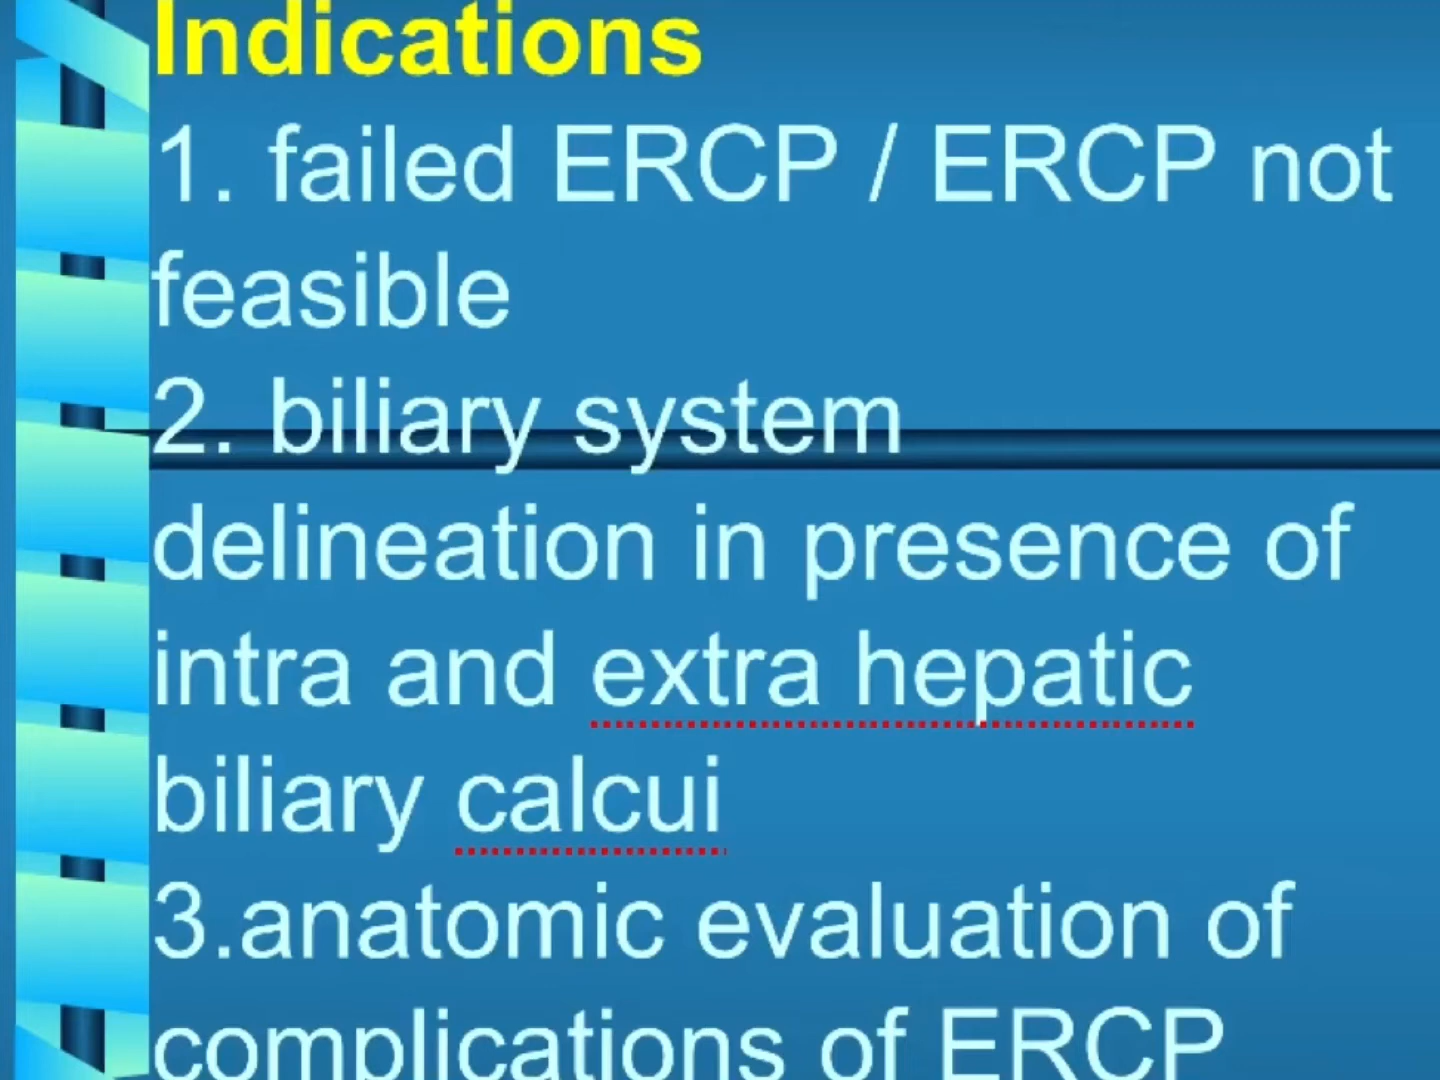 Indications
1. failed ERCP / ERCP not
feasible
2. biliary system
delineation in presence of
intra and extra hepatic
biliary calcui
3.anatomic evaluation of
complications of ERCP